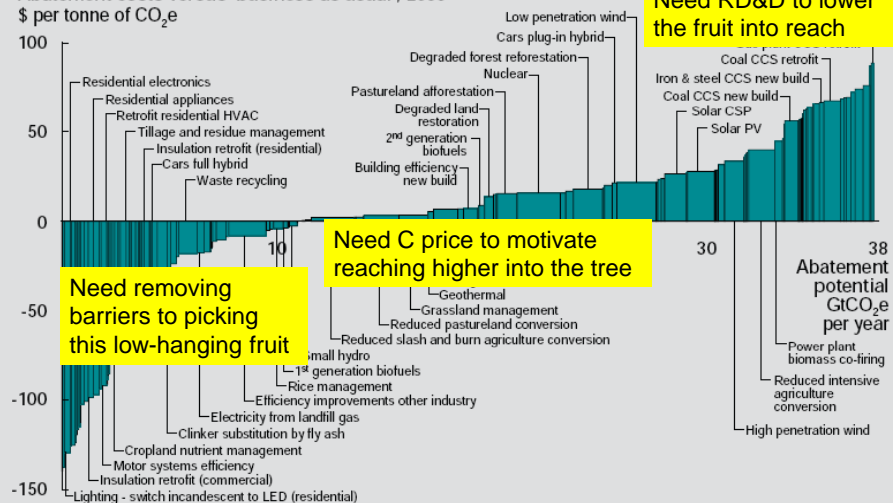 $ per tonne of CO₂e
Need RD&D to lower
the fruit into reach
100
50
0
-50
-100
-150
10
30
38
Low penetration wind
Cars plug-in hybrid
Degraded forest reforestation
Nuclear
Pastureland afforestation
Degraded land
restoration
2nd generation
biofuels
Building efficiency
new build
Coal CCS retrofit
Iron & steel CCS new build
Coal CCS new build
Solar CSP
Solar PV
Residential electronics
Residential appliances
Retrofit residential HVAC
Tillage and residue management
Insulation retrofit (residential)
Cars full hybrid
Waste recycling
Need C price to motivate
reaching higher into the tree
Need removing
barriers to picking
this low-hanging fruit
Abatement
potential
GtCO₂e
per year
Geothermal
Grassland management
Reduced pastureland conversion
Reduced slash and burn agriculture conversion
Small hydro
1st generation biofuels
Rice management
Efficiency improvements other industry
Electricity from landfill gas
Clinker substitution by fly ash
Cropland nutrient management
Motor systems efficiency
Insulation retrofit (commercial)
Lighting - switch incandescent to LED (residential)
Power plant
biomass co-firing
Reduced intensive
agriculture
conversion
High penetration wind